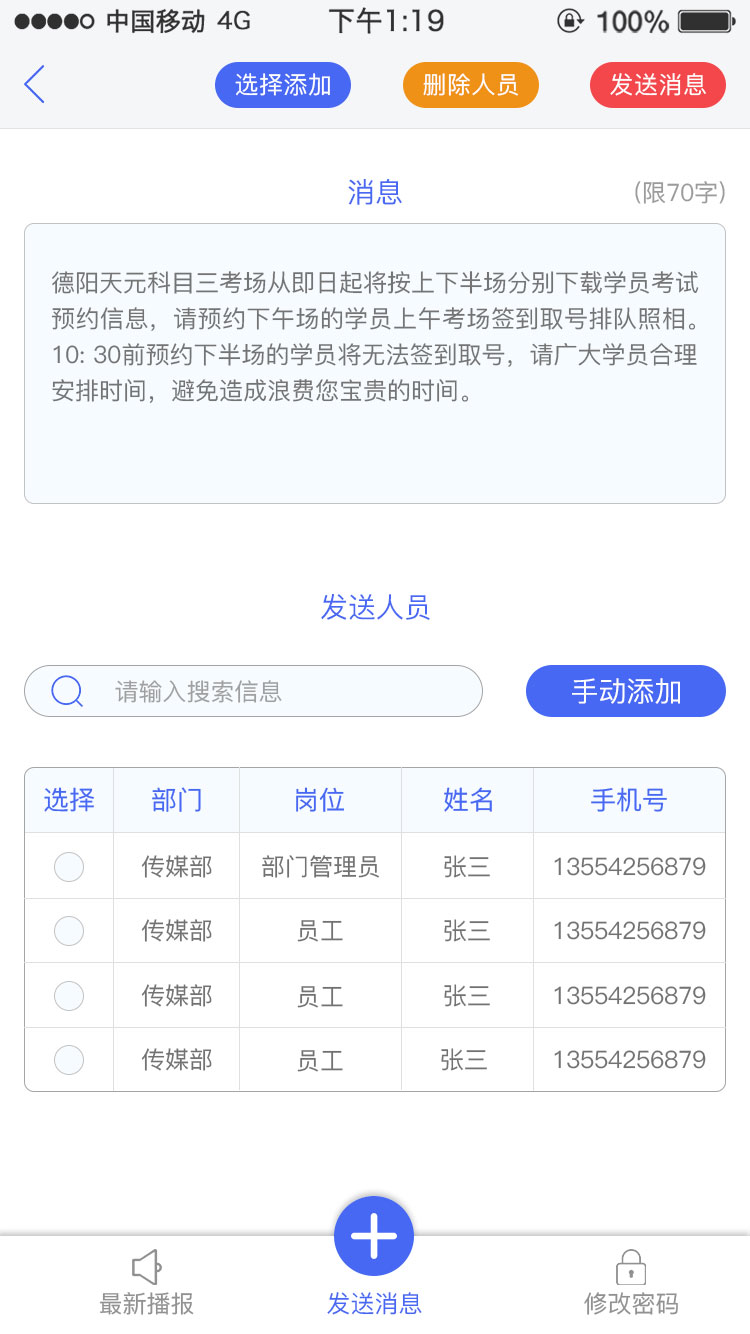 中国移动 4G 下午1:19 100%
选择添加 删除人员 发送消息
消息 (限70字)
德阳天元科目三考场从即日起将按上下半场分别下载学员考试
预约信息，请预约下午场的学员上午考场签到取号排队照相。
10: 30前预约下半场的学员将无法签到取号，请广大学员合理
安排时间，避免造成浪费您宝贵的时间。
发送人员
请输入搜索信息 手动添加
选择 部门 岗位 姓名 手机号
传媒部 部门管理员 张三 13554256879
传媒部 员工 张三 13554256879
传媒部 员工 张三 13554256879
传媒部 员工 张三 13554256879
最新播报 发送消息 修改密码